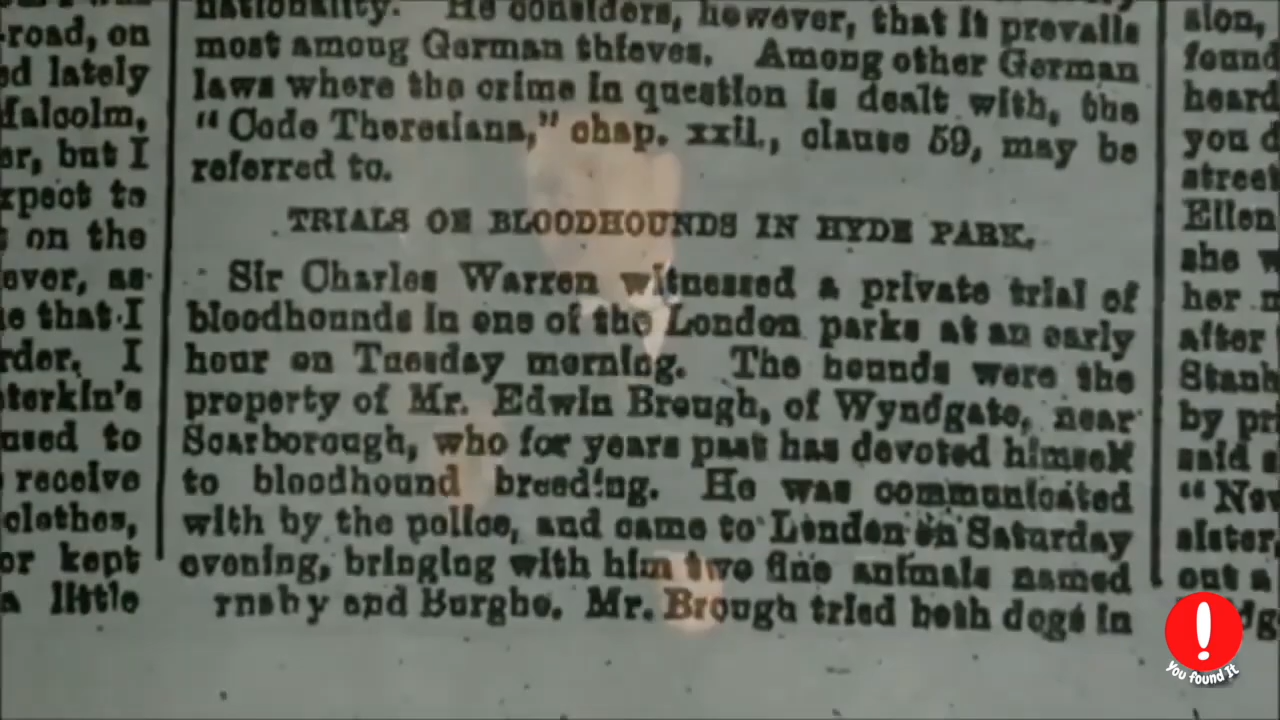 nationality. He considers, however, that it prevails
most among German thieves. Among other German
laws where the crime in question is dealt with, the
"Code Theresiana," chap. xxii., clause 59, may be
referred to.
TRIALS OF BLOODHOUNDS IN HYDE PARK.
Sir Charles Warren witnessed a private trial of
bloodhounds in one of the London parks at an early
hour on Tuesday morning. The hounds were the
property of Mr. Edwin Brough, of Wyndgate, near
Scarborough, who for years past has devoted himself
to bloodhound breeding. He was communicated
with by the police, and came to London on Saturday
evening, bringing with him two fine animals named
and Burgho. Mr. Brough tried both dogs in
road, on
ed lately
Malcolm,
er, but I
xpect to
on the
over, as
e that I
rder. I
terkin's
used to
receive
clothes,
or kept
a little
sion,
found
heard
you d
street
Ellen
she w
her m
after
Stanh
by pri
said s
"Nov
sister,
out a
You found It